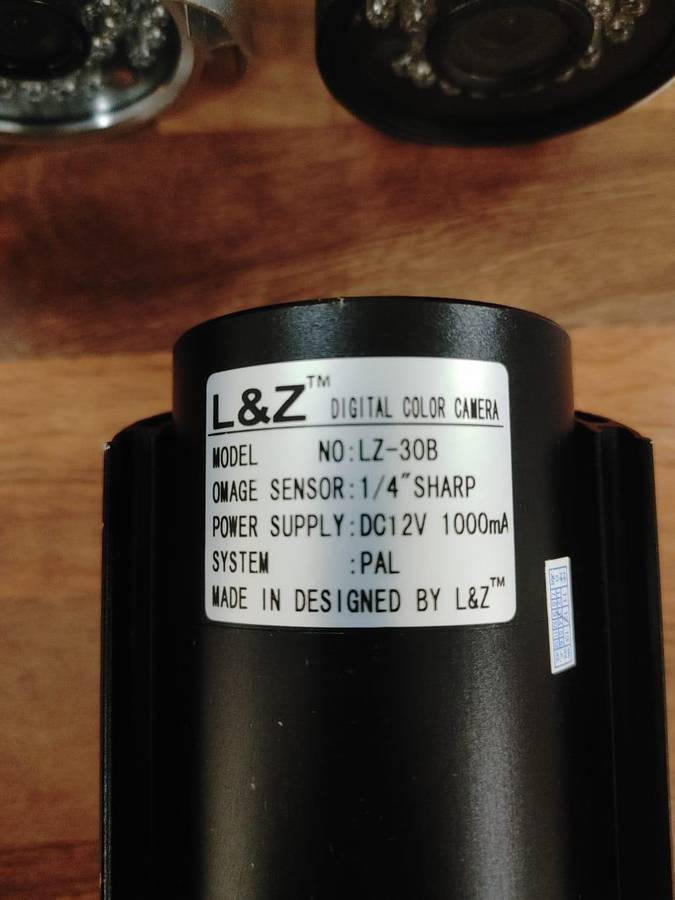 L&Z™ DIGITAL COLOR CAMERA
MODEL NO:LZ-30B
OMAGE SENSOR:1/4"SHARP
POWER SUPPLY:DC12V 1000mA
SYSTEM :PAL
MADE IN DESIGNED BY L&Z™